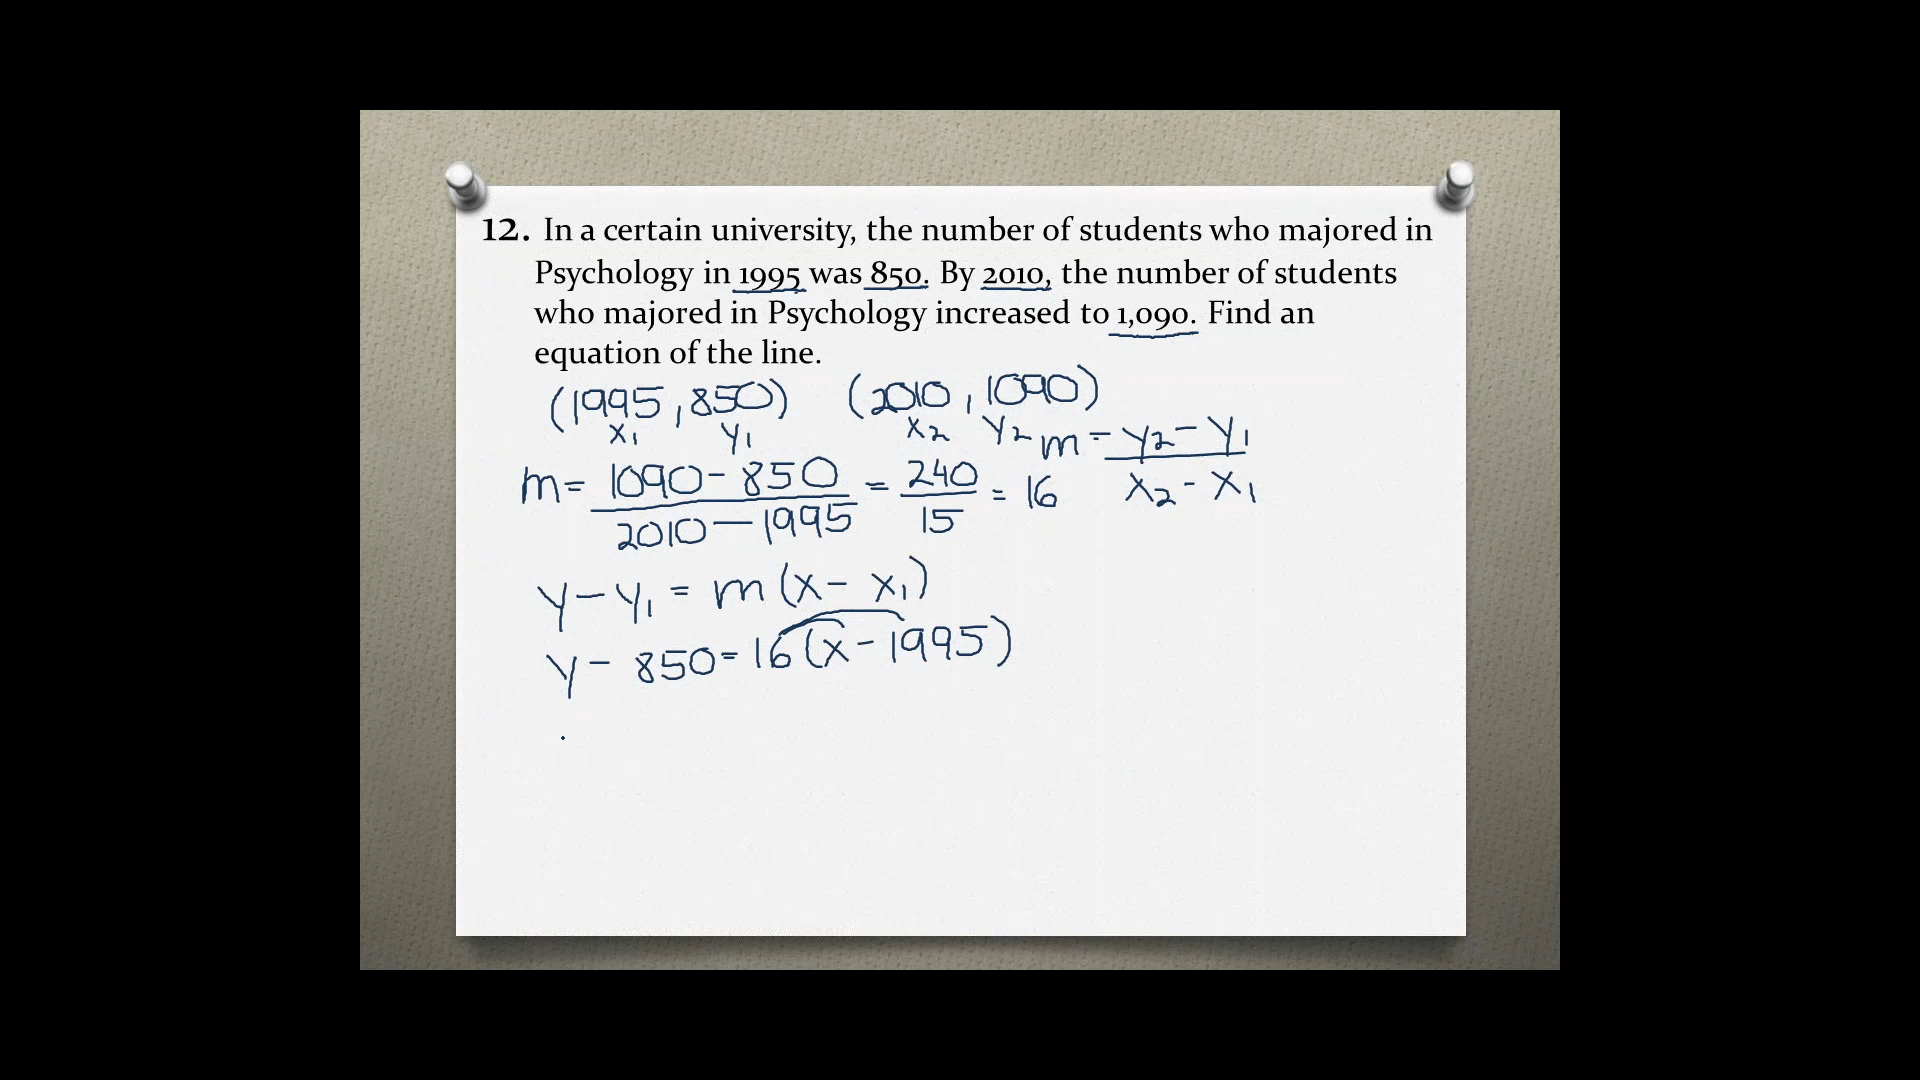 12. In a certain university, the number of students who majored in
Psychology in 1995 was 850. By 2010, the number of students
who majored in Psychology increased to 1,090. Find an
equation of the line.
(1995, 850) (2010, 1090)
x₁ y₁ x₂ y₂
m = (y₂ - y₁)/(x₂ - x₁)
m = (1090 - 850)/(2010 - 1995) = 240/15 = 16
y - y₁ = m(x - x₁)
y - 850 = 16(x - 1995)